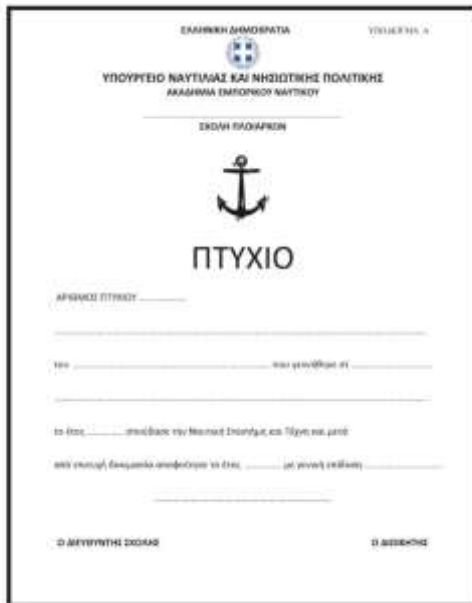 ΕΛΛΗΝΙΚΗ ΔΗΜΟΚΡΑΤΙΑ
ΥΠΟΔΕΙΓΜΑ Α
ΥΠΟΥΡΓΕΙΟ ΝΑΥΤΙΛΙΑΣ ΚΑΙ ΝΗΣΙΩΤΙΚΗΣ ΠΟΛΙΤΙΚΗΣ
ΑΚΑΔΗΜΙΑ ΕΜΠΟΡΙΚΟΥ ΝΑΥΤΙΚΟΥ
ΣΧΟΛΗ ΠΛΟΙΑΡΧΩΝ
ΠΤΥΧΙΟ
ΑΡΙΘΜΟΣ ΠΤΥΧΙΟΥ ................
του ................ που γεννήθηκε στ ................
το έτος ............ σπούδασε την Ναυτική Επιστήμη και Τέχνη και μετά
από επιτυχή δοκιμασία αποφοίτησε το έτος ............ με γενική επίδοση ................
Ο ΔΙΕΥΘΥΝΤΗΣ ΣΧΟΛΗΣ
Ο ΔΙΟΙΚΗΤΗΣ